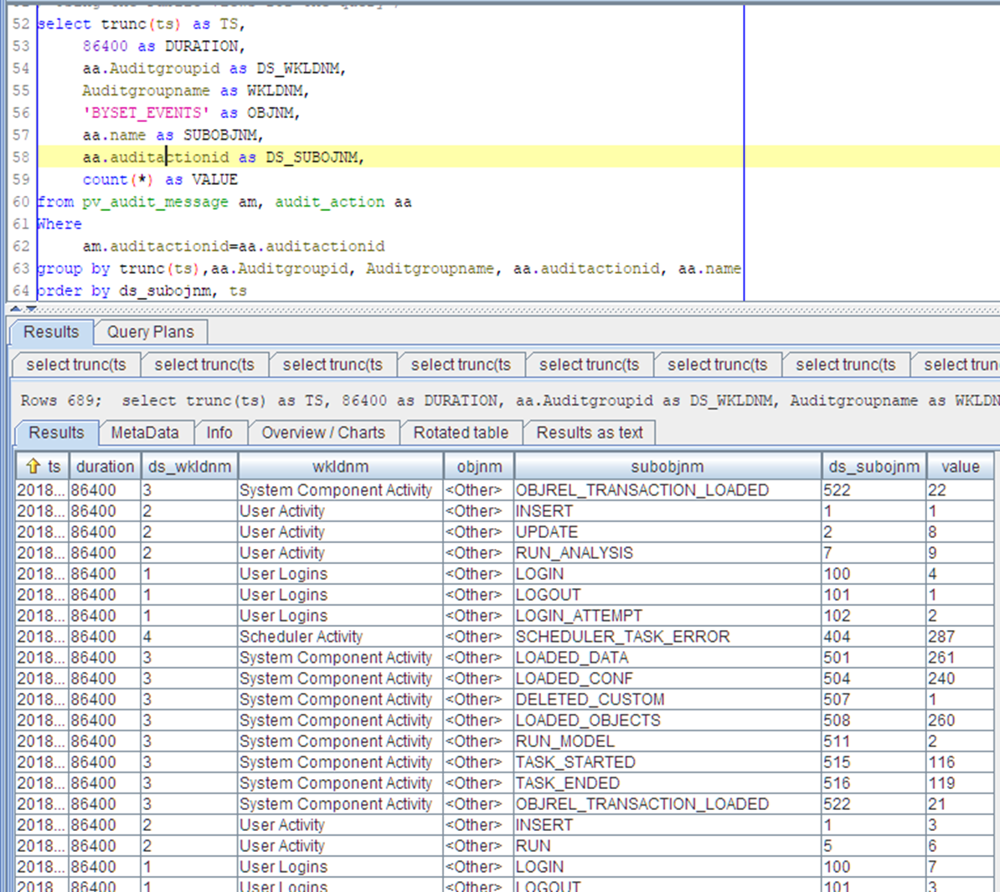 52 select trunc(ts) as TS,
53 86400 as DURATION,
54 aa.Auditgroupid as DS_WKLDNM,
55 Auditgroupname as WKLDNM,
56 'BYSET_EVENTS' as OBJNM,
57 aa.name as SUBOBJNM,
58 aa.auditactionid as DS_SUBOJNM,
59 count(*) as VALUE
60 from pv_audit_message am, audit_action aa
61 Where
62 am.auditactionid=aa.auditactionid
63 group by trunc(ts),aa.Auditgroupid, Auditgroupname, aa.auditactionid, aa.name
64 order by ds_subojnm, ts
Results Query Plans
select trunc(ts select trunc(ts select trunc(ts select trunc(ts select trunc(ts select trunc(ts select trunc(ts select trun
Rows 689; select trunc(ts) as TS, 86400 as DURATION, aa.Auditgroupid as DS_WKLDNM, Auditgroupname as WKLDN
Results MetaData Info Overview / Charts Rotated table Results as text
ts duration ds_wkldnm wkldnm objnm subobjnm ds_subojnm value
2018... 86400 3 System Component Activity <Other> OBJREL_TRANSACTION_LOADED 522 22
2018... 86400 2 User Activity <Other> INSERT 1 1
2018... 86400 2 User Activity <Other> UPDATE 2 8
2018... 86400 2 User Activity <Other> RUN_ANALYSIS 7 9
2018... 86400 1 User Logins <Other> LOGIN 100 4
2018... 86400 1 User Logins <Other> LOGOUT 101 1
2018... 86400 1 User Logins <Other> LOGIN_ATTEMPT 102 2
2018... 86400 4 Scheduler Activity <Other> SCHEDULER_TASK_ERROR 404 287
2018... 86400 3 System Component Activity <Other> LOADED_DATA 501 261
2018... 86400 3 System Component Activity <Other> LOADED_CONF 504 240
2018... 86400 3 System Component Activity <Other> DELETED_CUSTOM 507 1
2018... 86400 3 System Component Activity <Other> LOADED_OBJECTS 508 260
2018... 86400 3 System Component Activity <Other> RUN_MODEL 511 2
2018... 86400 3 System Component Activity <Other> TASK_STARTED 515 116
2018... 86400 3 System Component Activity <Other> TASK_ENDED 516 119
2018... 86400 3 System Component Activity <Other> OBJREL_TRANSACTION_LOADED 522 21
2018... 86400 2 User Activity <Other> INSERT 1 3
2018... 86400 2 User Activity <Other> RUN 5 6
2018... 86400 1 User Logins <Other> LOGIN 100 7
2018 86400 1 User Logins <Other> LOGOUT 101 3